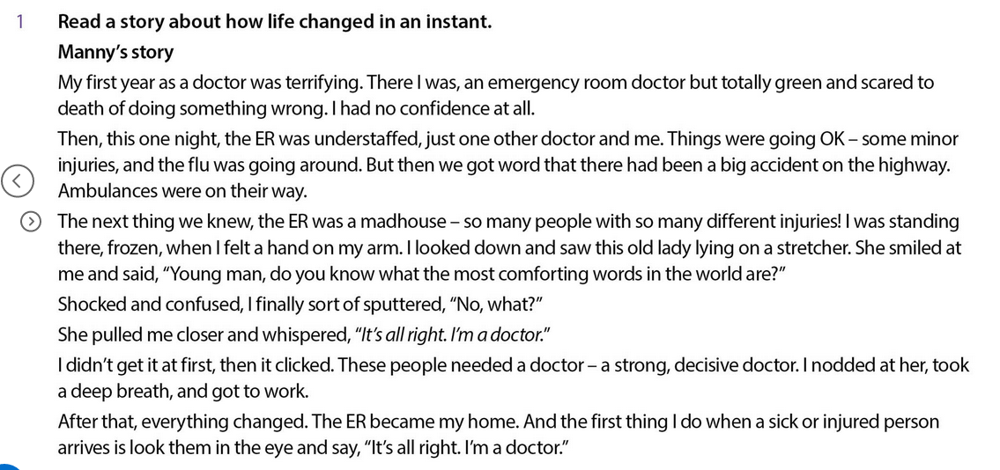 1 Read a story about how life changed in an instant.
Manny’s story
My first year as a doctor was terrifying. There I was, an emergency room doctor but totally green and scared to
death of doing something wrong. I had no confidence at all.
Then, this one night, the ER was understaffed, just one other doctor and me. Things were going OK – some minor
injuries, and the flu was going around. But then we got word that there had been a big accident on the highway.
Ambulances were on their way.
The next thing we knew, the ER was a madhouse – so many people with so many different injuries! I was standing
there, frozen, when I felt a hand on my arm. I looked down and saw this old lady lying on a stretcher. She smiled at
me and said, “Young man, do you know what the most comforting words in the world are?”
Shocked and confused, I finally sort of sputtered, “No, what?”
She pulled me closer and whispered, “It’s all right. I’m a doctor.”
I didn’t get it at first, then it clicked. These people needed a doctor – a strong, decisive doctor. I nodded at her, took
a deep breath, and got to work.
After that, everything changed. The ER became my home. And the first thing I do when a sick or injured person
arrives is look them in the eye and say, “It’s all right. I’m a doctor.”